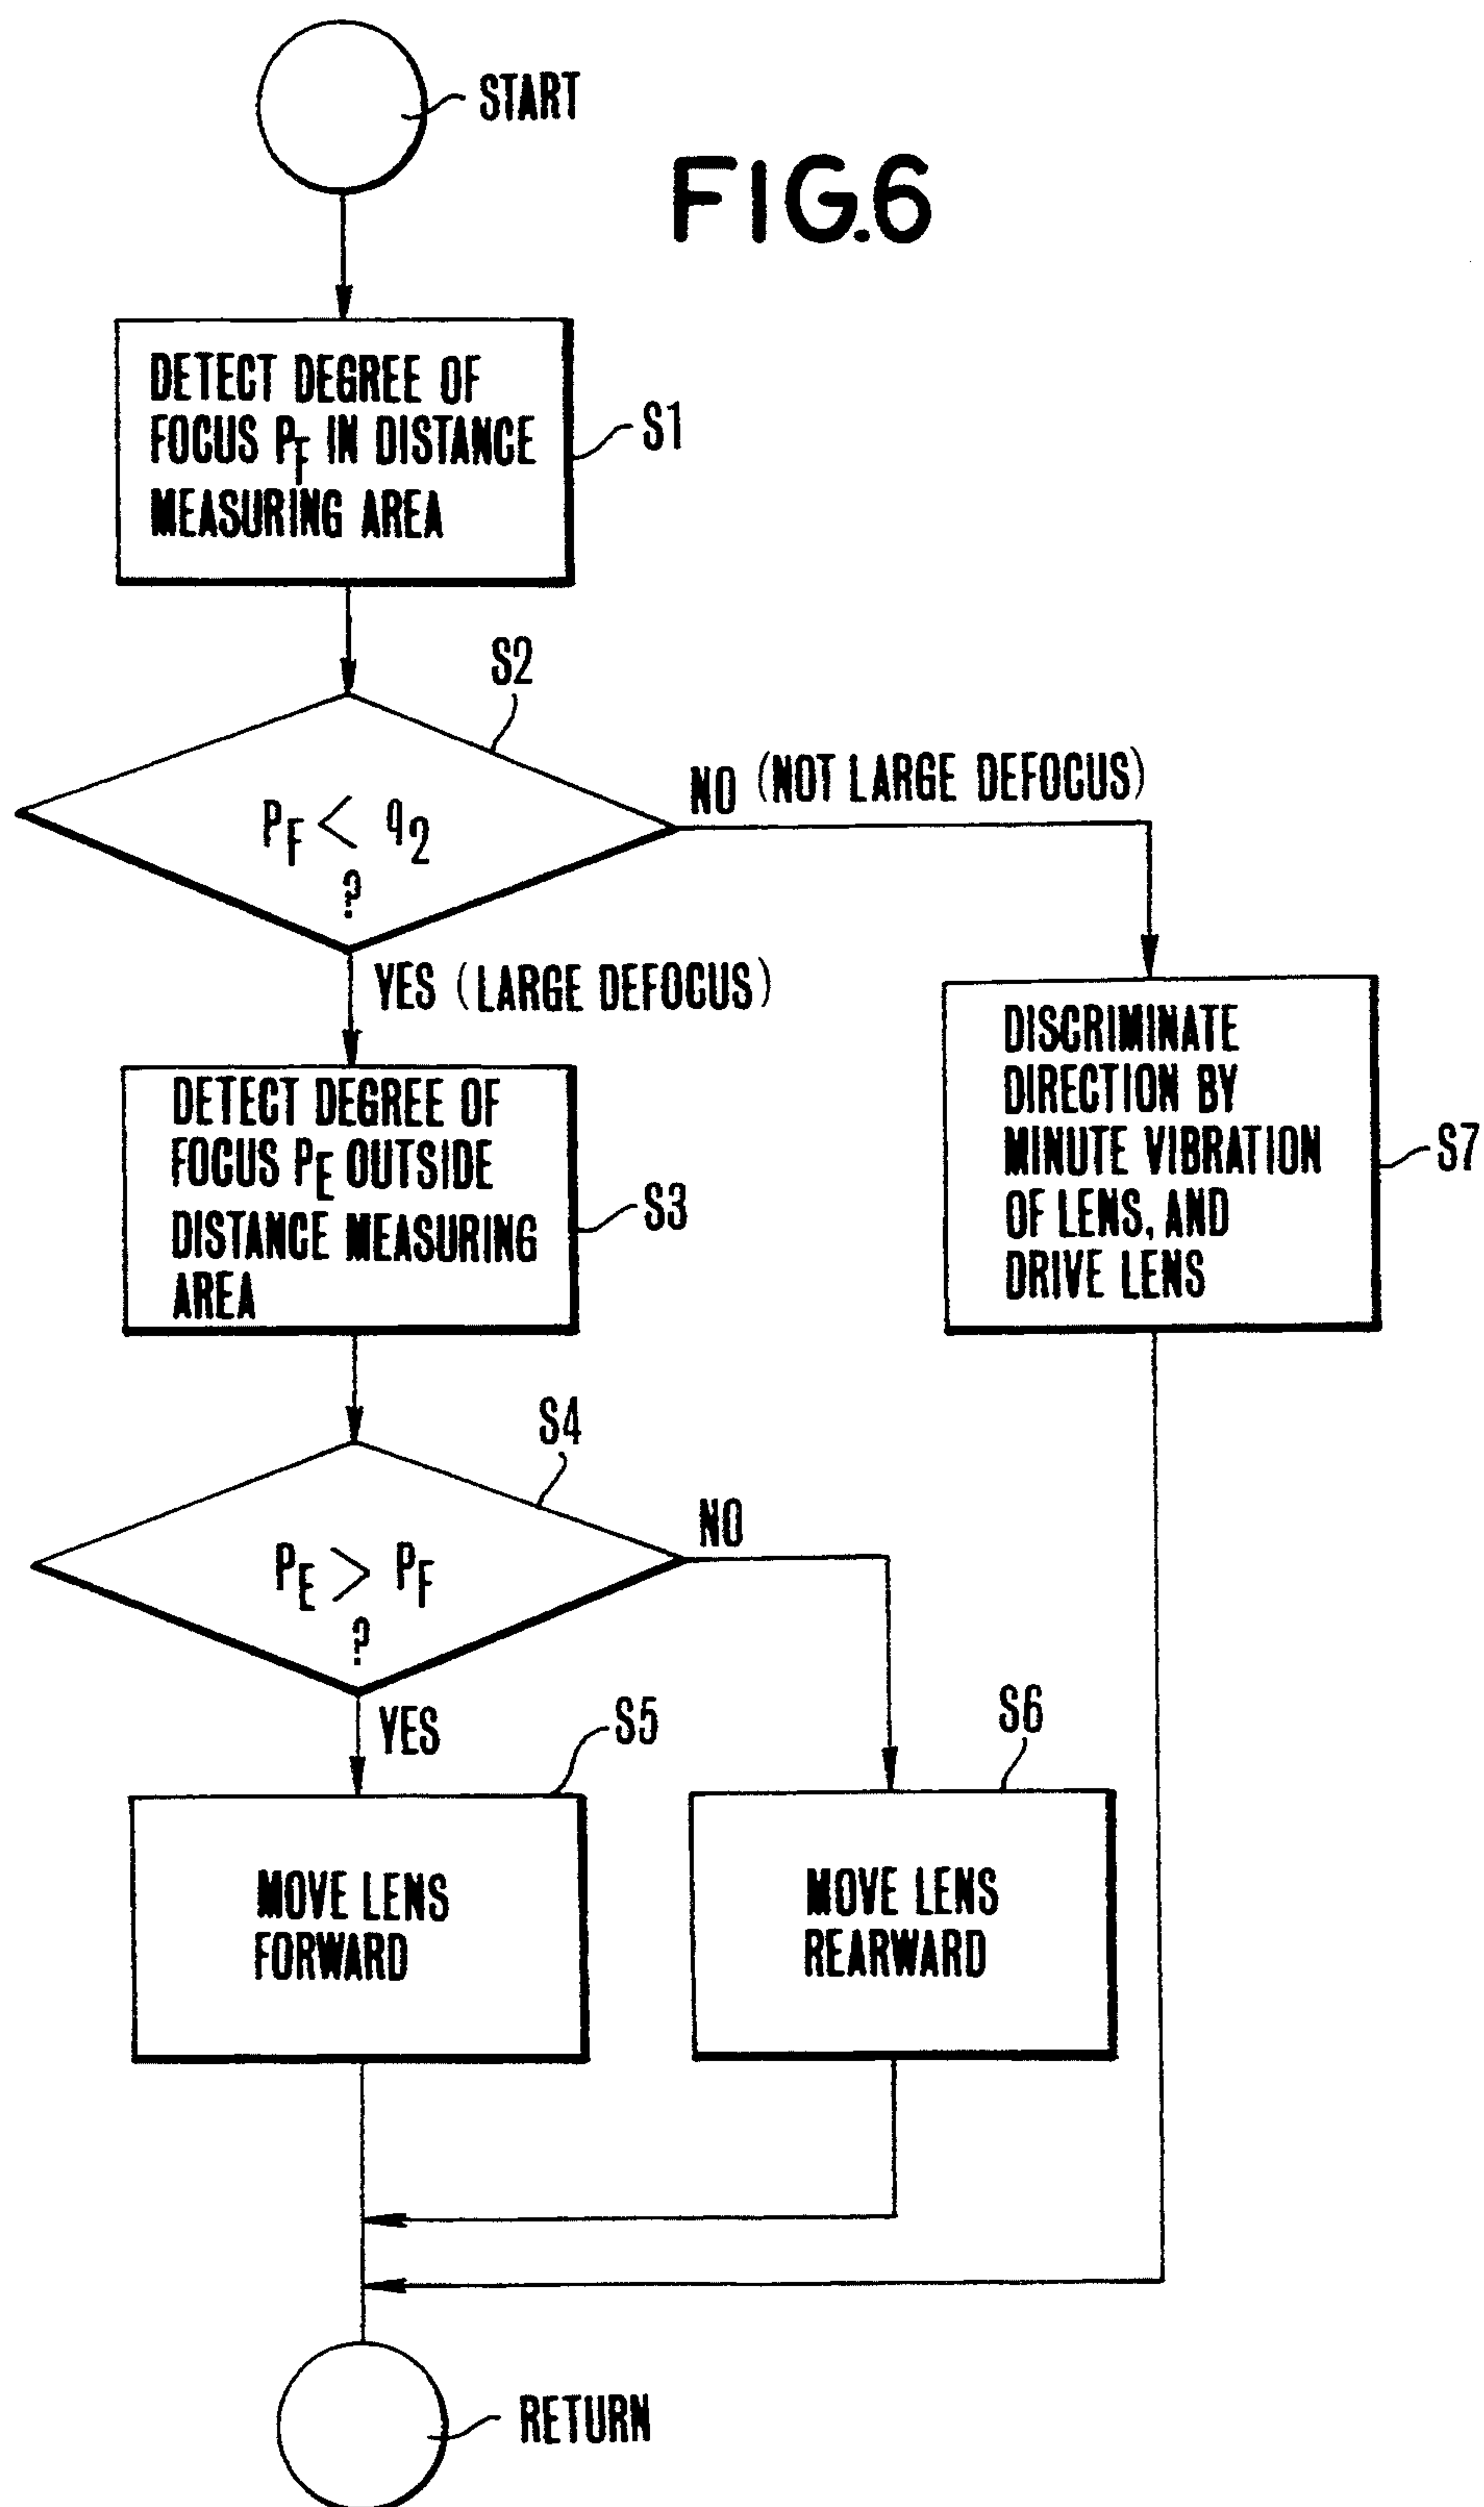 START
FIG.6
DETECT DEGREE OF
FOCUS PF IN DISTANCE
MEASURING AREA
S1
S2
PF < q2
?
NO (NOT LARGE DEFOCUS)
YES (LARGE DEFOCUS)
DETECT DEGREE OF
FOCUS PE OUTSIDE
DISTANCE MEASURING
AREA
S3
DISCRIMINATE
DIRECTION BY
MINUTE VIBRATION
OF LENS, AND
DRIVE LENS
S7
S4
PE > PF
?
NO
YES
S5
MOVE LENS
FORWARD
S6
MOVE LENS
REARWARD
RETURN